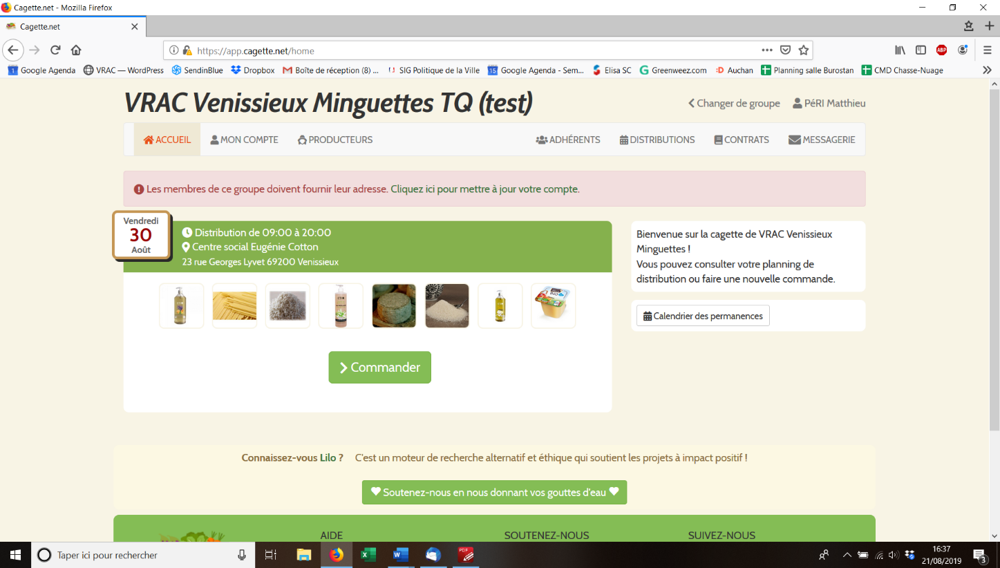 Cagette.net - Mozilla Firefox
Cagette.net
https://app.cagette.net/home
ABP
1 Google Agenda
VRAC — WordPress
SendinBlue
Dropbox
Boîte de réception (8) ...
SIG Politique de la Ville
15 Google Agenda - Sem...
Elisa SC
Greenweez.com
:D Auchan
Planning salle Burostan
CMD Chasse-Nuage
VRAC Venissieux Minguettes TQ (test)
Changer de groupe
PéRI Matthieu
ACCUEIL
MON COMPTE
PRODUCTEURS
ADHÉRENTS
DISTRIBUTIONS
CONTRATS
MESSAGERIE
Les membres de ce groupe doivent fournir leur adresse. Cliquez ici pour mettre à jour votre compte.
Vendredi
30
Août
Distribution de 09:00 à 20:00
Centre social Eugénie Cotton
23 rue Georges Lyvet 69200 Venissieux
Commander
Bienvenue sur la cagette de VRAC Venissieux
Minguettes !
Vous pouvez consulter votre planning de
distribution ou faire une nouvelle commande.
Calendrier des permanences
Connaissez-vous Lilo ? C'est un moteur de recherche alternatif et éthique qui soutient les projets à impact positif !
Soutenez-nous en nous donnant vos gouttes d'eau
AIDE
SOUTENEZ-NOUS
SUIVEZ-NOUS
Taper ici pour rechercher
PDF
16:37
21/08/2019
3